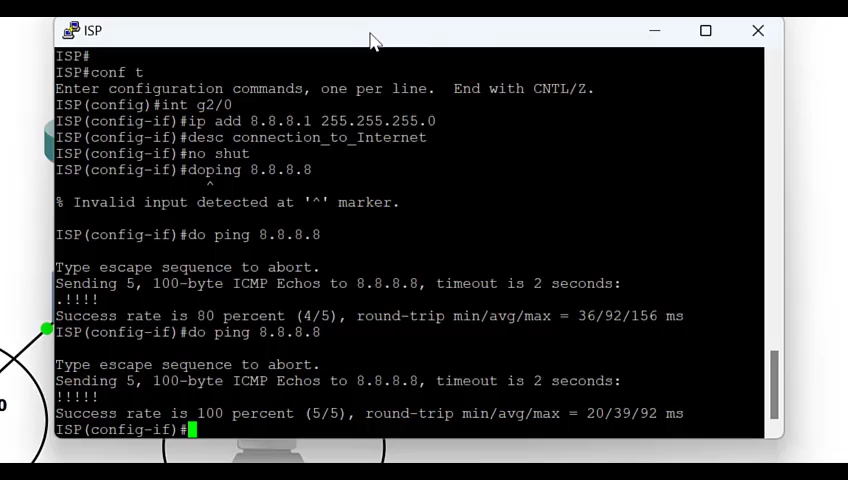 ISP
ISP#
ISP#conf t
Enter configuration commands, one per line.  End with CNTL/Z.
ISP(config)#int g2/0
ISP(config-if)#ip add 8.8.8.1 255.255.255.0
ISP(config-if)#desc connection_to_Internet
ISP(config-if)#no shut
ISP(config-if)#doping 8.8.8.8
^
% Invalid input detected at '^' marker.
ISP(config-if)#do ping 8.8.8.8
Type escape sequence to abort.
Sending 5, 100-byte ICMP Echos to 8.8.8.8, timeout is 2 seconds:
.!!!!
Success rate is 80 percent (4/5), round-trip min/avg/max = 36/92/156 ms
ISP(config-if)#do ping 8.8.8.8
Type escape sequence to abort.
Sending 5, 100-byte ICMP Echos to 8.8.8.8, timeout is 2 seconds:
!!!!!
Success rate is 100 percent (5/5), round-trip min/avg/max = 20/39/92 ms
ISP(config-if)#
0